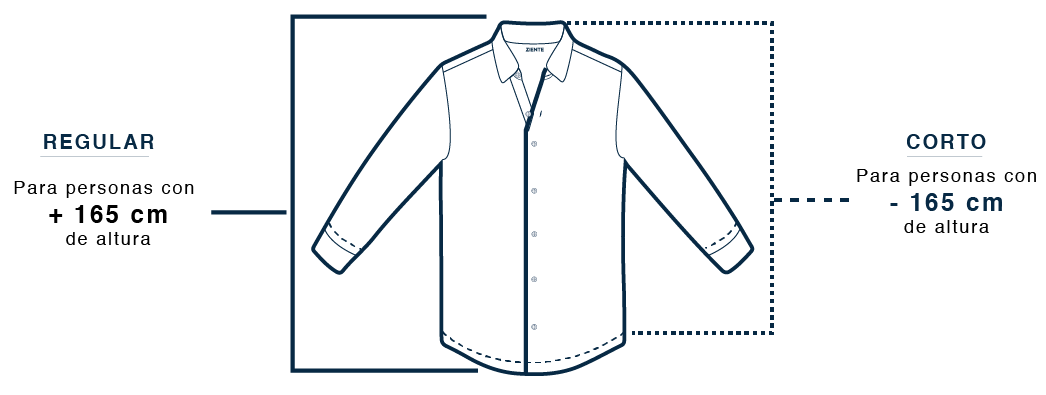 REGULAR
Para personas con
+ 165 cm
de altura
ZIENTE
CORTO
Para personas con
- 165 cm
de altura